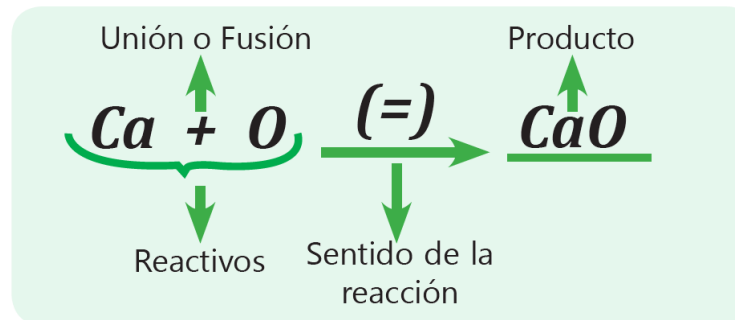 Unión o Fusión
Producto
Ca + O
(=)
CaO
Reactivos
Sentido de la
reacción